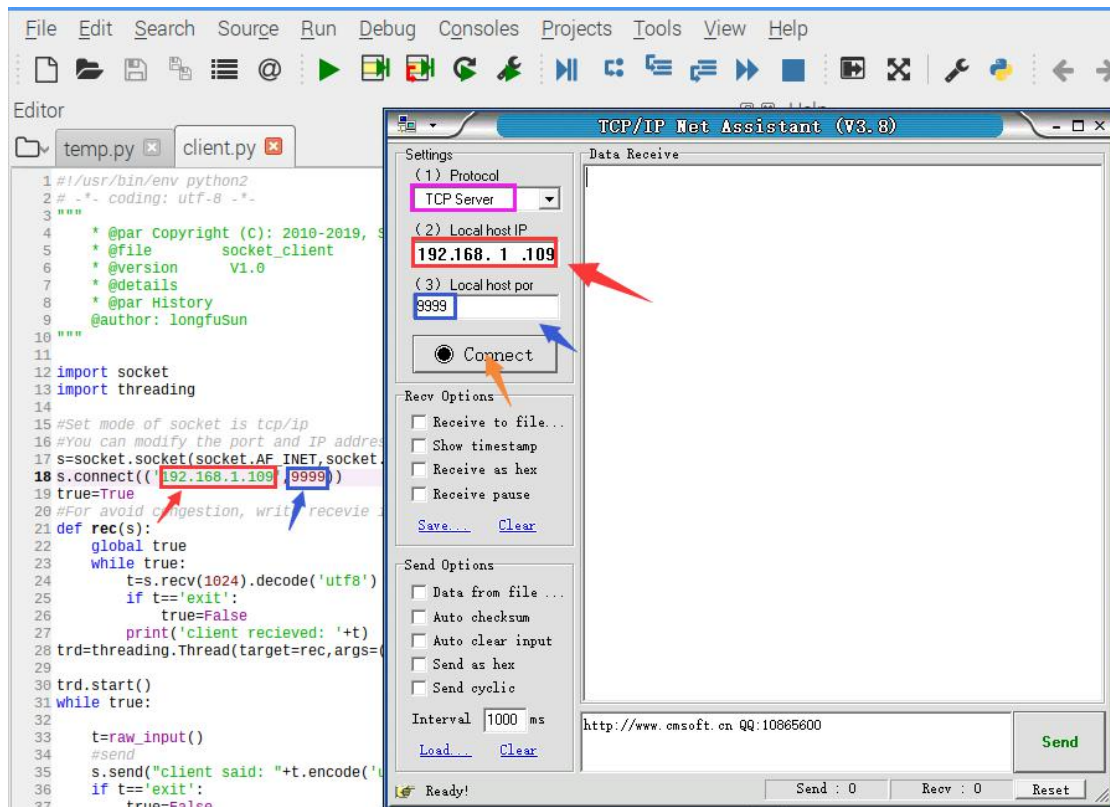 File Edit Search Source Run Debug Consoles Projects Tools View Help
Editor
temp.py client.py
1 #!/usr/bin/env python2
2 # -*- coding: utf-8 -*-
3 """
4 * @par Copyright (C): 2010-2019, S
5 * @file socket_client
6 * @version V1.0
7 * @details
8 * @par History
9 @author: longfuSun
10 """
11
12 import socket
13 import threading
14
15 #Set mode of socket is tcp/ip
16 #You can modify the port and IP addres
17 s=socket.socket(socket.AF_INET,socket.
18 s.connect(('192.168.1.109',9999))
19 true=True
20 #For avoid congestion, write recevie i
21 def rec(s):
22 global true
23 while true:
24 t=s.recv(1024).decode('utf8')
25 if t=='exit':
26 true=False
27 print('client recieved: '+t)
28 trd=threading.Thread(target=rec,args=(
29
30 trd.start()
31 while true:
32
33 t=raw_input()
34 #send
35 s.send("client said: "+t.encode('u
36 if t=='exit':
37 true=False
TCP/IP Net Assistant (V3.8)
Settings
(1) Protocol
TCP Server
(2) Local host IP
192.168. 1 .109
(3) Local host por
9999
Connect
Recv Options
Receive to file...
Show timestamp
Receive as hex
Receive pause
Save... Clear
Send Options
Data from file ...
Auto checksum
Auto clear input
Send as hex
Send cyclic
Interval 1000 ms
Load... Clear
Data Receive
http://www.cmsoft.cn QQ:10865600
Send
Ready!
Send : 0
Recv : 0
Reset